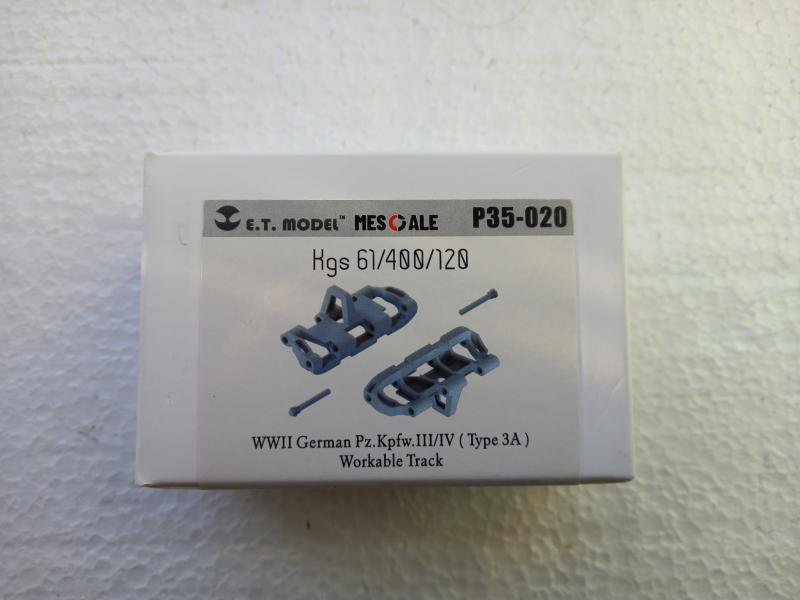 E.T. MODEL™ MESCALE P35-020
Kgs 61/400/120
WWII German Pz.Kpfw.III/IV ( Type 3A )
Workable Track